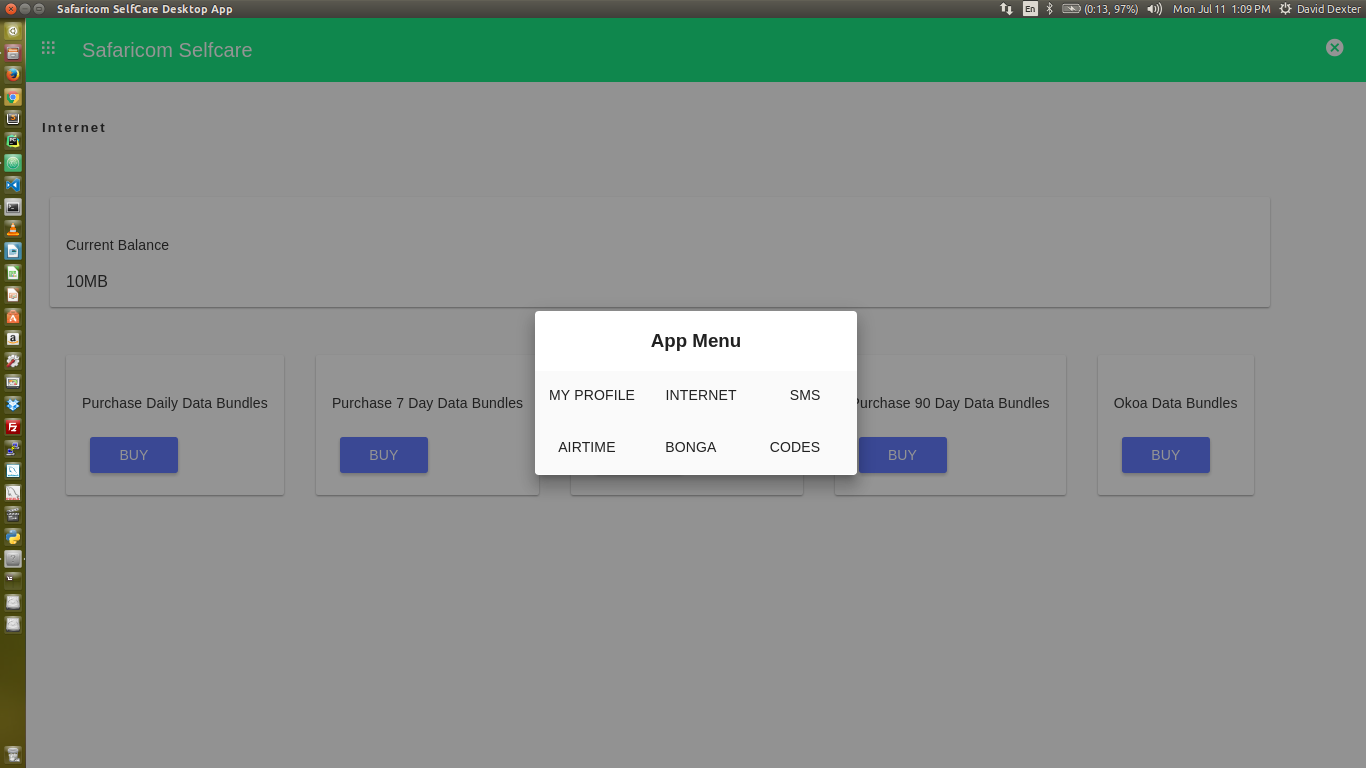 Safaricom SelfCare Desktop App
En (0:13, 97%) Mon Jul 11 1:09 PM David Dexter
Safaricom Selfcare
Internet
Current Balance
10MB
App Menu
MY PROFILE INTERNET SMS
AIRTIME BONGA CODES
Purchase Daily Data Bundles
BUY
Purchase 7 Day Data Bundles
BUY
Purchase 90 Day Data Bundles
BUY
Okoa Data Bundles
BUY